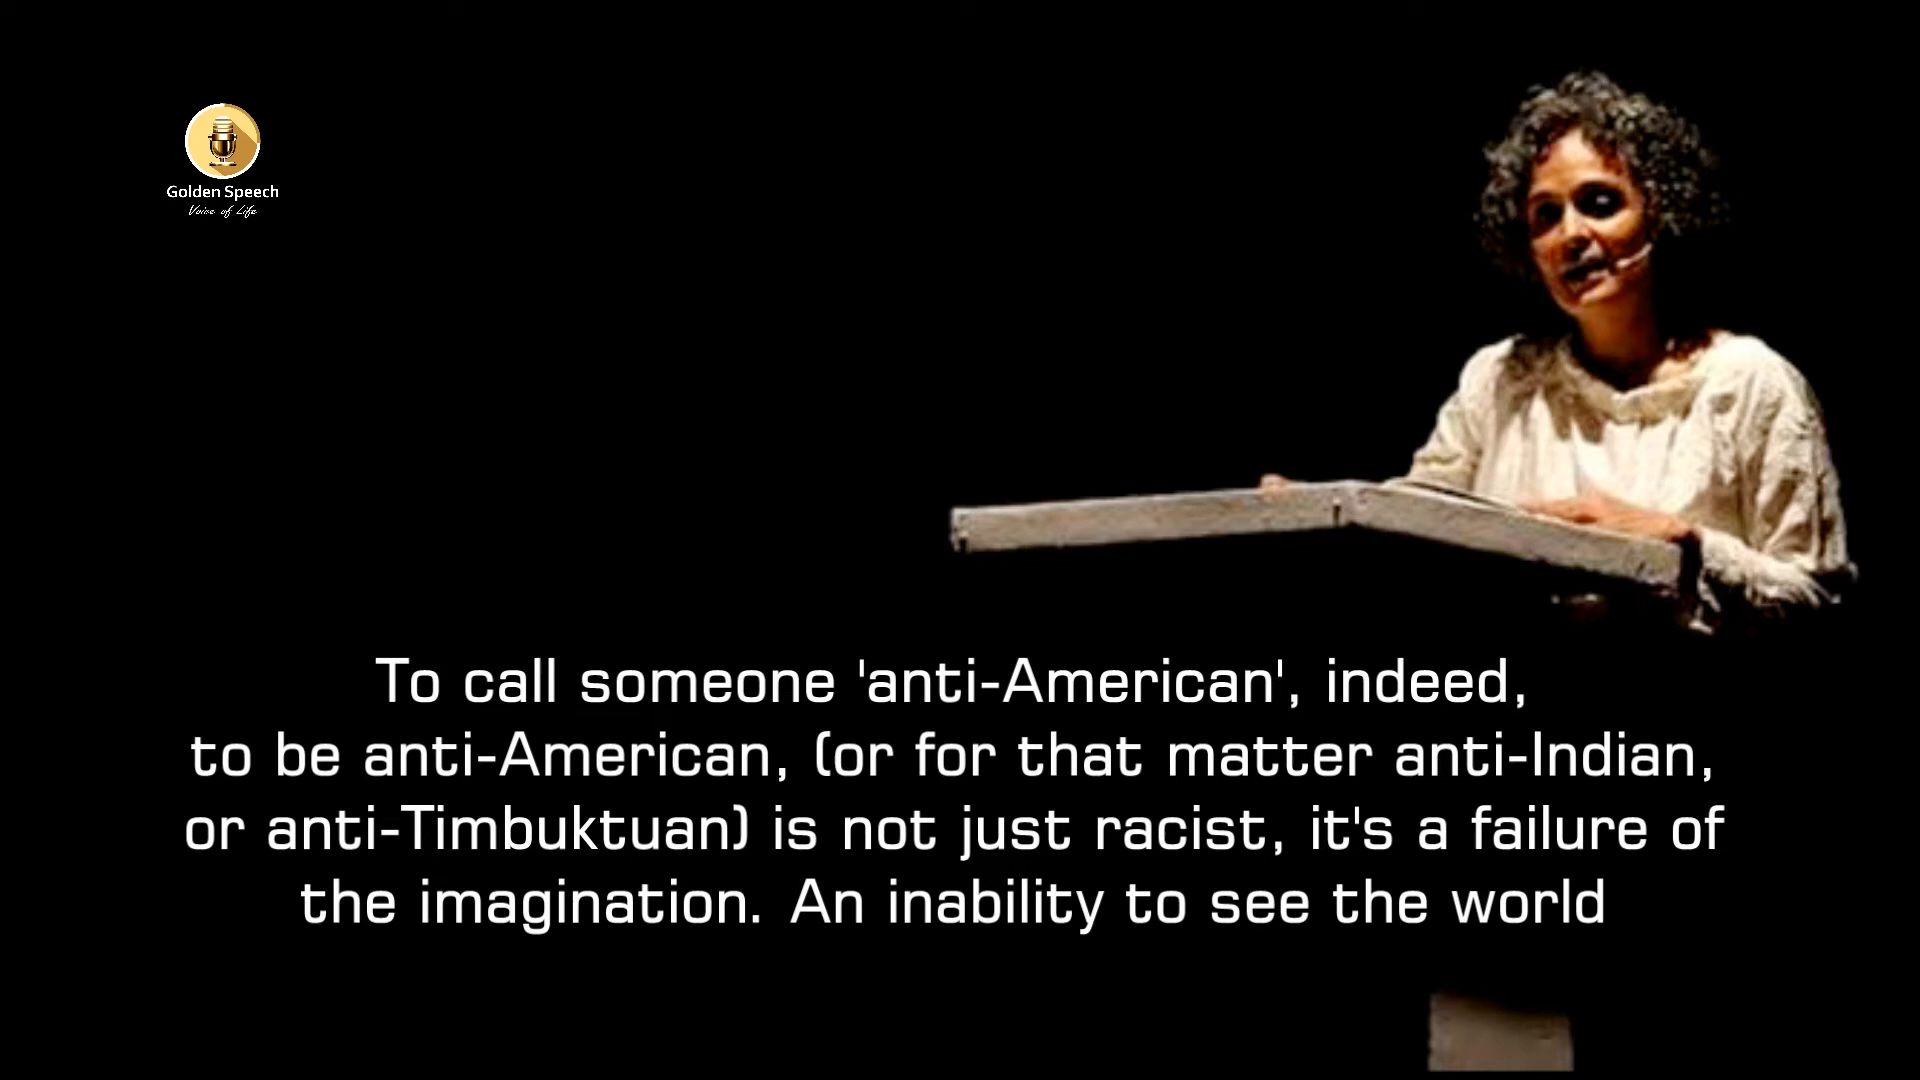 Golden Speech
Voice of Life
To call someone 'anti-American', indeed,
to be anti-American, (or for that matter anti-Indian,
or anti-Timbuktuan) is not just racist, it's a failure of
the imagination. An inability to see the world